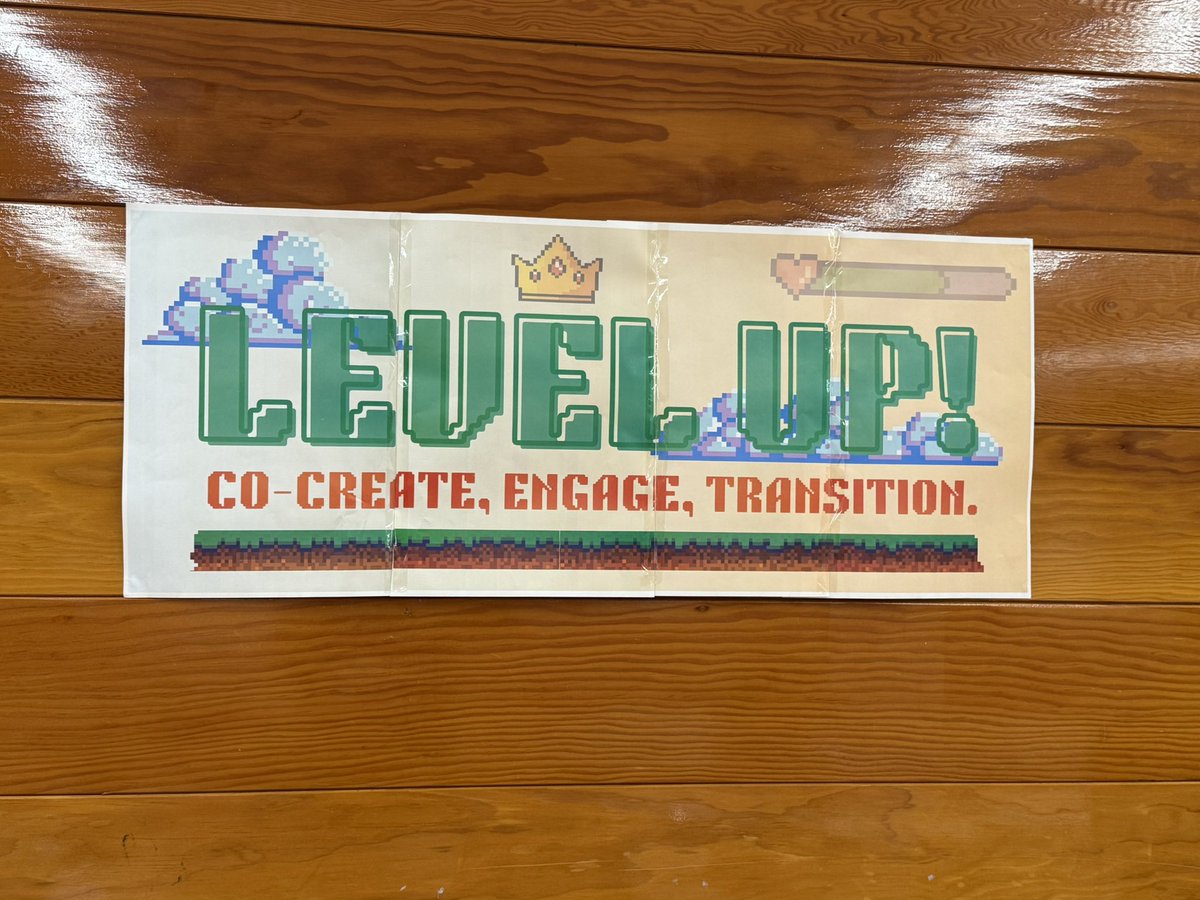 LEVEL UP!
CO-CREATE, ENGAGE, TRANSITION.